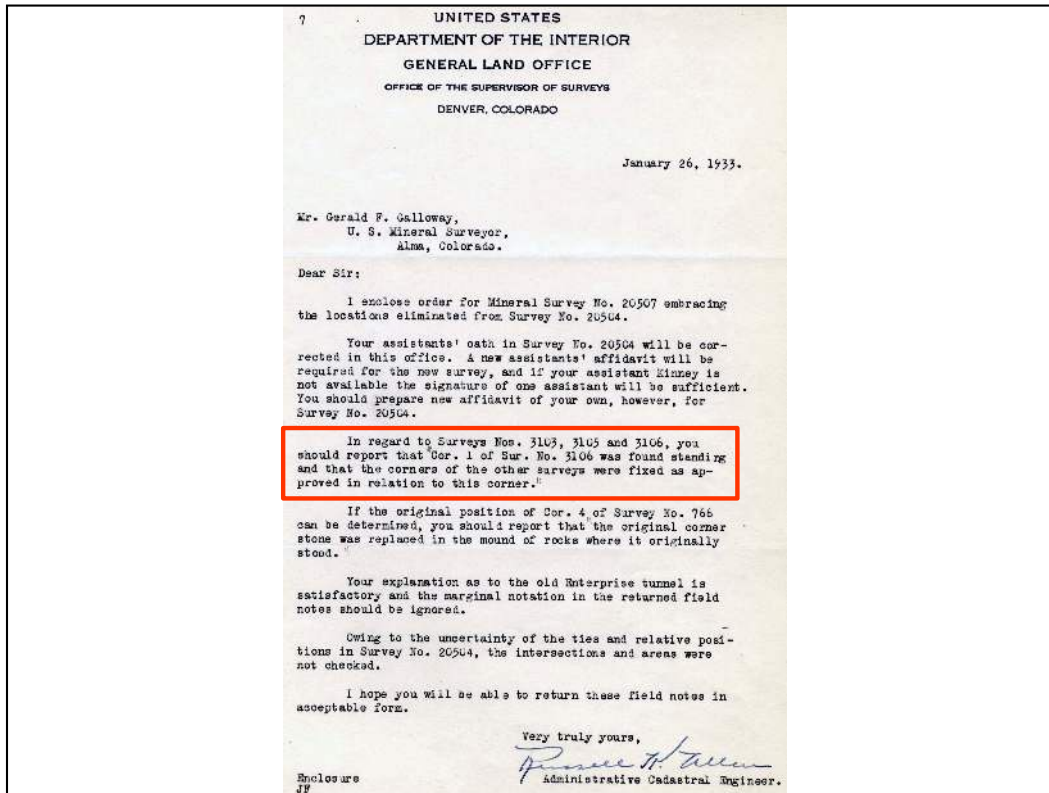 7
UNITED STATES
DEPARTMENT OF THE INTERIOR
GENERAL LAND OFFICE
OFFICE OF THE SUPERVISOR OF SURVEYS
DENVER, COLORADO
January 26, 1933.
Mr. Gerald F. Galloway,
U. S. Mineral Surveyor,
Alma, Colorado.
Dear Sir:
I enclose order for Mineral Survey No. 20507 embracing
the locations eliminated from Survey No. 20504.
Your assistants' oath in Survey No. 20504 will be cor-
rected in this office. A new assistants' affidavit will be
required for the new survey, and if your assistant Kinney is
not available the signature of one assistant will be sufficient.
You should prepare new affidavit of your own, however, for
Survey No. 20504.
In regard to Surveys Nos. 3103, 3105 and 3106, you
should report that "Cor. 1 of Sur. No. 3106 was found standing
and that the corners of the other surveys were fixed as ap-
proved in relation to this corner."
If the original position of Cor. 4 of Survey No. 766
can be determined, you should report that "the original corner
stone was replaced in the mound of rocks where it originally
stood."
Your explanation as to the old Enterprise tunnel is
satisfactory and the marginal notation in the returned field
notes should be ignored.
Owing to the uncertainty of the ties and relative posi-
tions in Survey No. 20504, the intersections and areas were
not checked.
I hope you will be able to return these field notes in
acceptable form.
Very truly yours,
Russell H. Allen
Administrative Cadastral Engineer.
Enclosure
JF